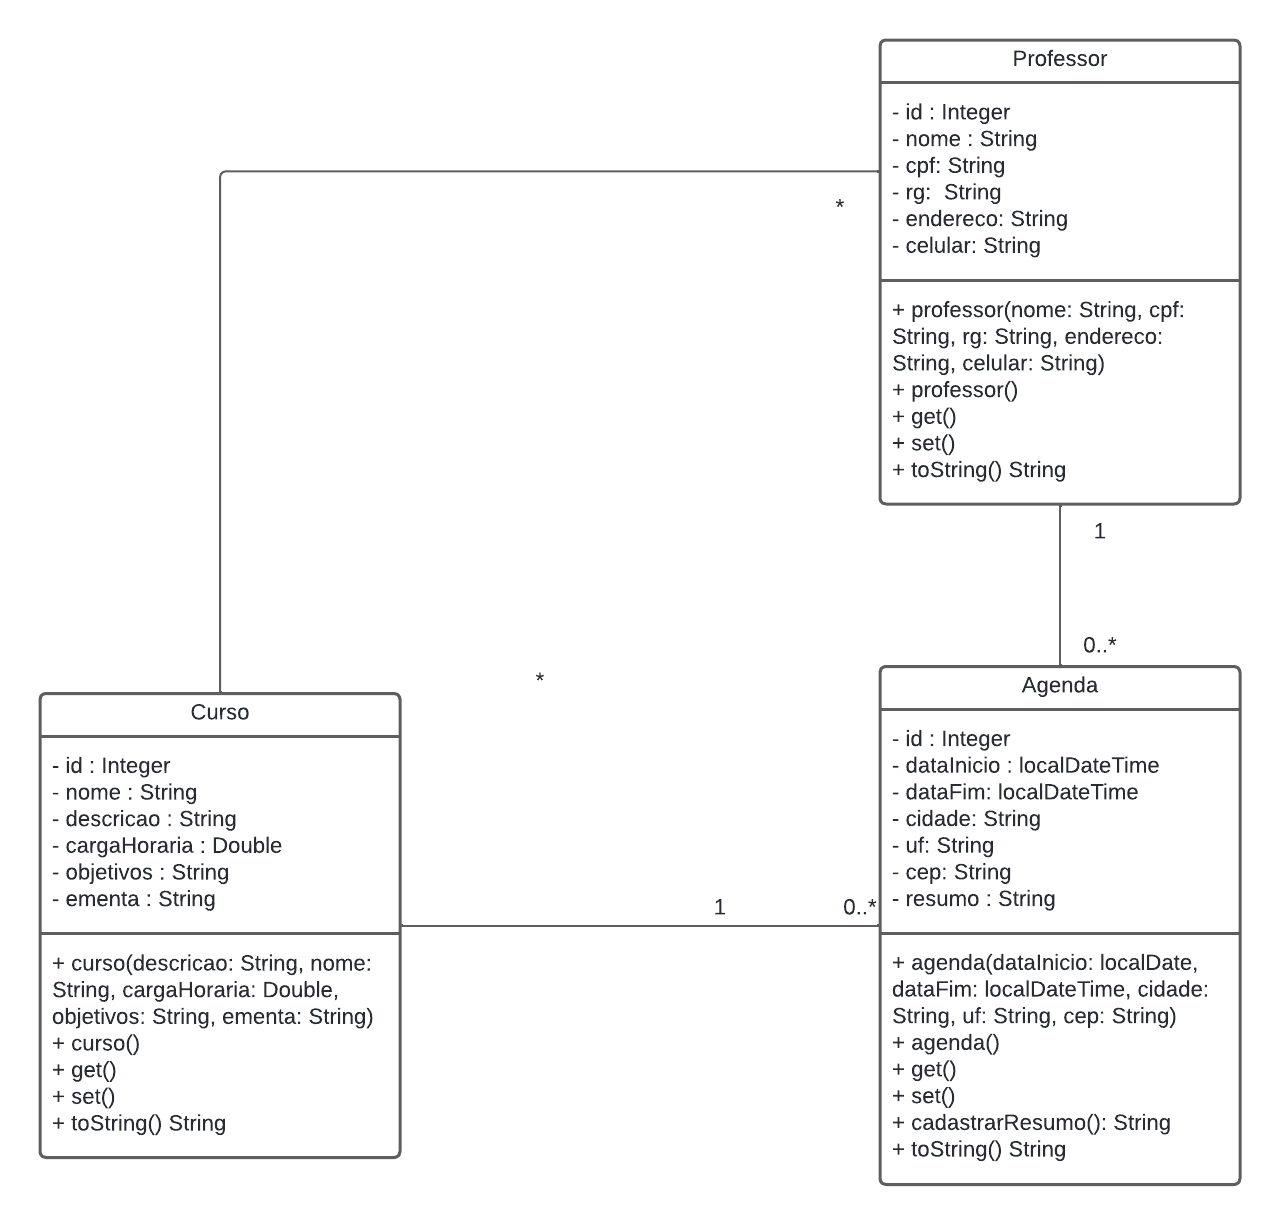 Professor
- id : Integer
- nome : String
- cpf: String
- rg:  String
- endereco: String
- celular: String
+ professor(nome: String, cpf:
String, rg: String, endereco:
String, celular: String)
+ professor()
+ get()
+ set()
+ toString() String
*
1
0..*
*
Curso
- id : Integer
- nome : String
- descricao : String
- cargaHoraria : Double
- objetivos : String
- ementa : String
+ curso(descricao: String, nome:
String, cargaHoraria: Double,
objetivos: String, ementa: String)
+ curso()
+ get()
+ set()
+ toString() String
1
0..*
Agenda
- id : Integer
- dataInicio : localDateTime
- dataFim: localDateTime
- cidade: String
- uf: String
- cep: String
- resumo : String
+ agenda(dataInicio: localDate,
dataFim: localDateTime, cidade:
String, uf: String, cep: String)
+ agenda()
+ get()
+ set()
+ cadastrarResumo(): String
+ toString() String